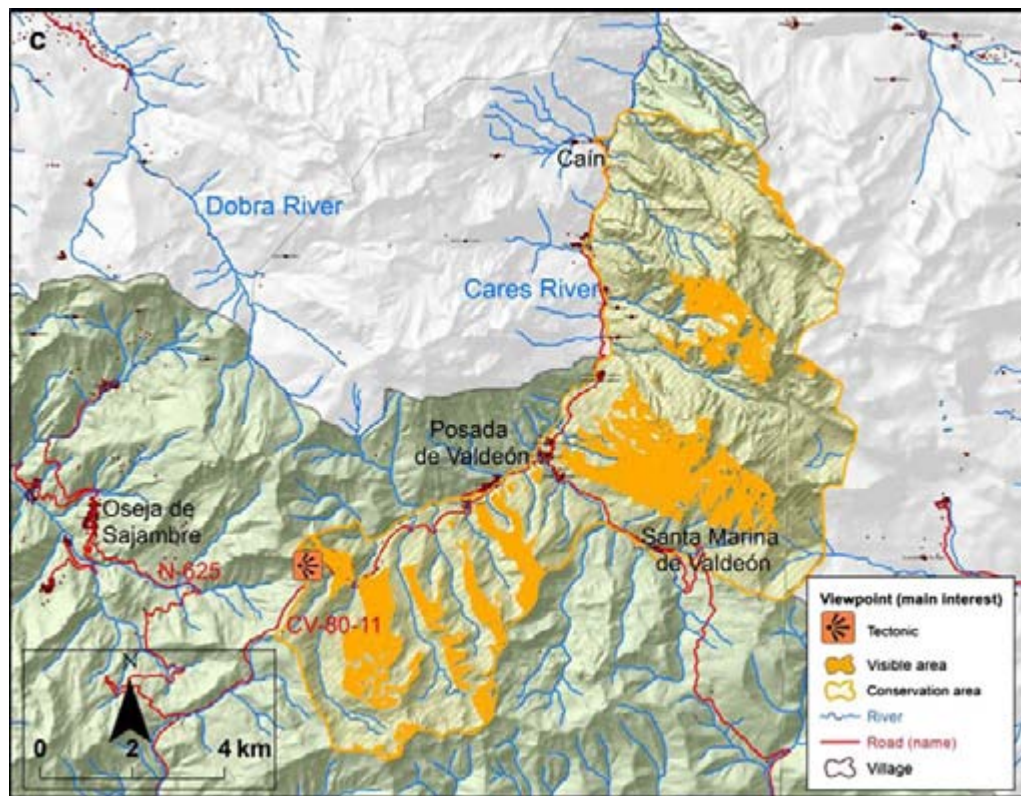 c
Caín
Dobra River
Cares River
Posada
de Valdeón
Oseja de
Sajambre
Santa Marina
de Valdeón
N-625
CV-80-11
N
0 2 4 km
Viewpoint (main interest)
Tectonic
Visible area
Conservation area
River
Road (name)
Village